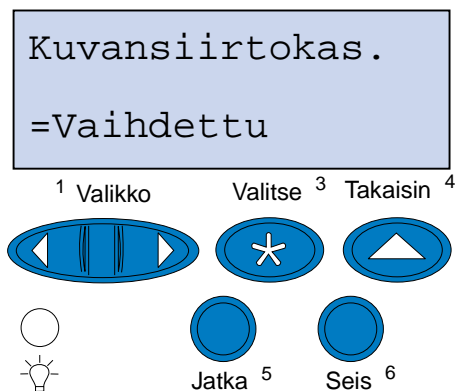 Kuvansiirtokas.
=Vaihdettu
1 Valikko Valitse 3 Takaisin 4
Jatka 5 Seis 6